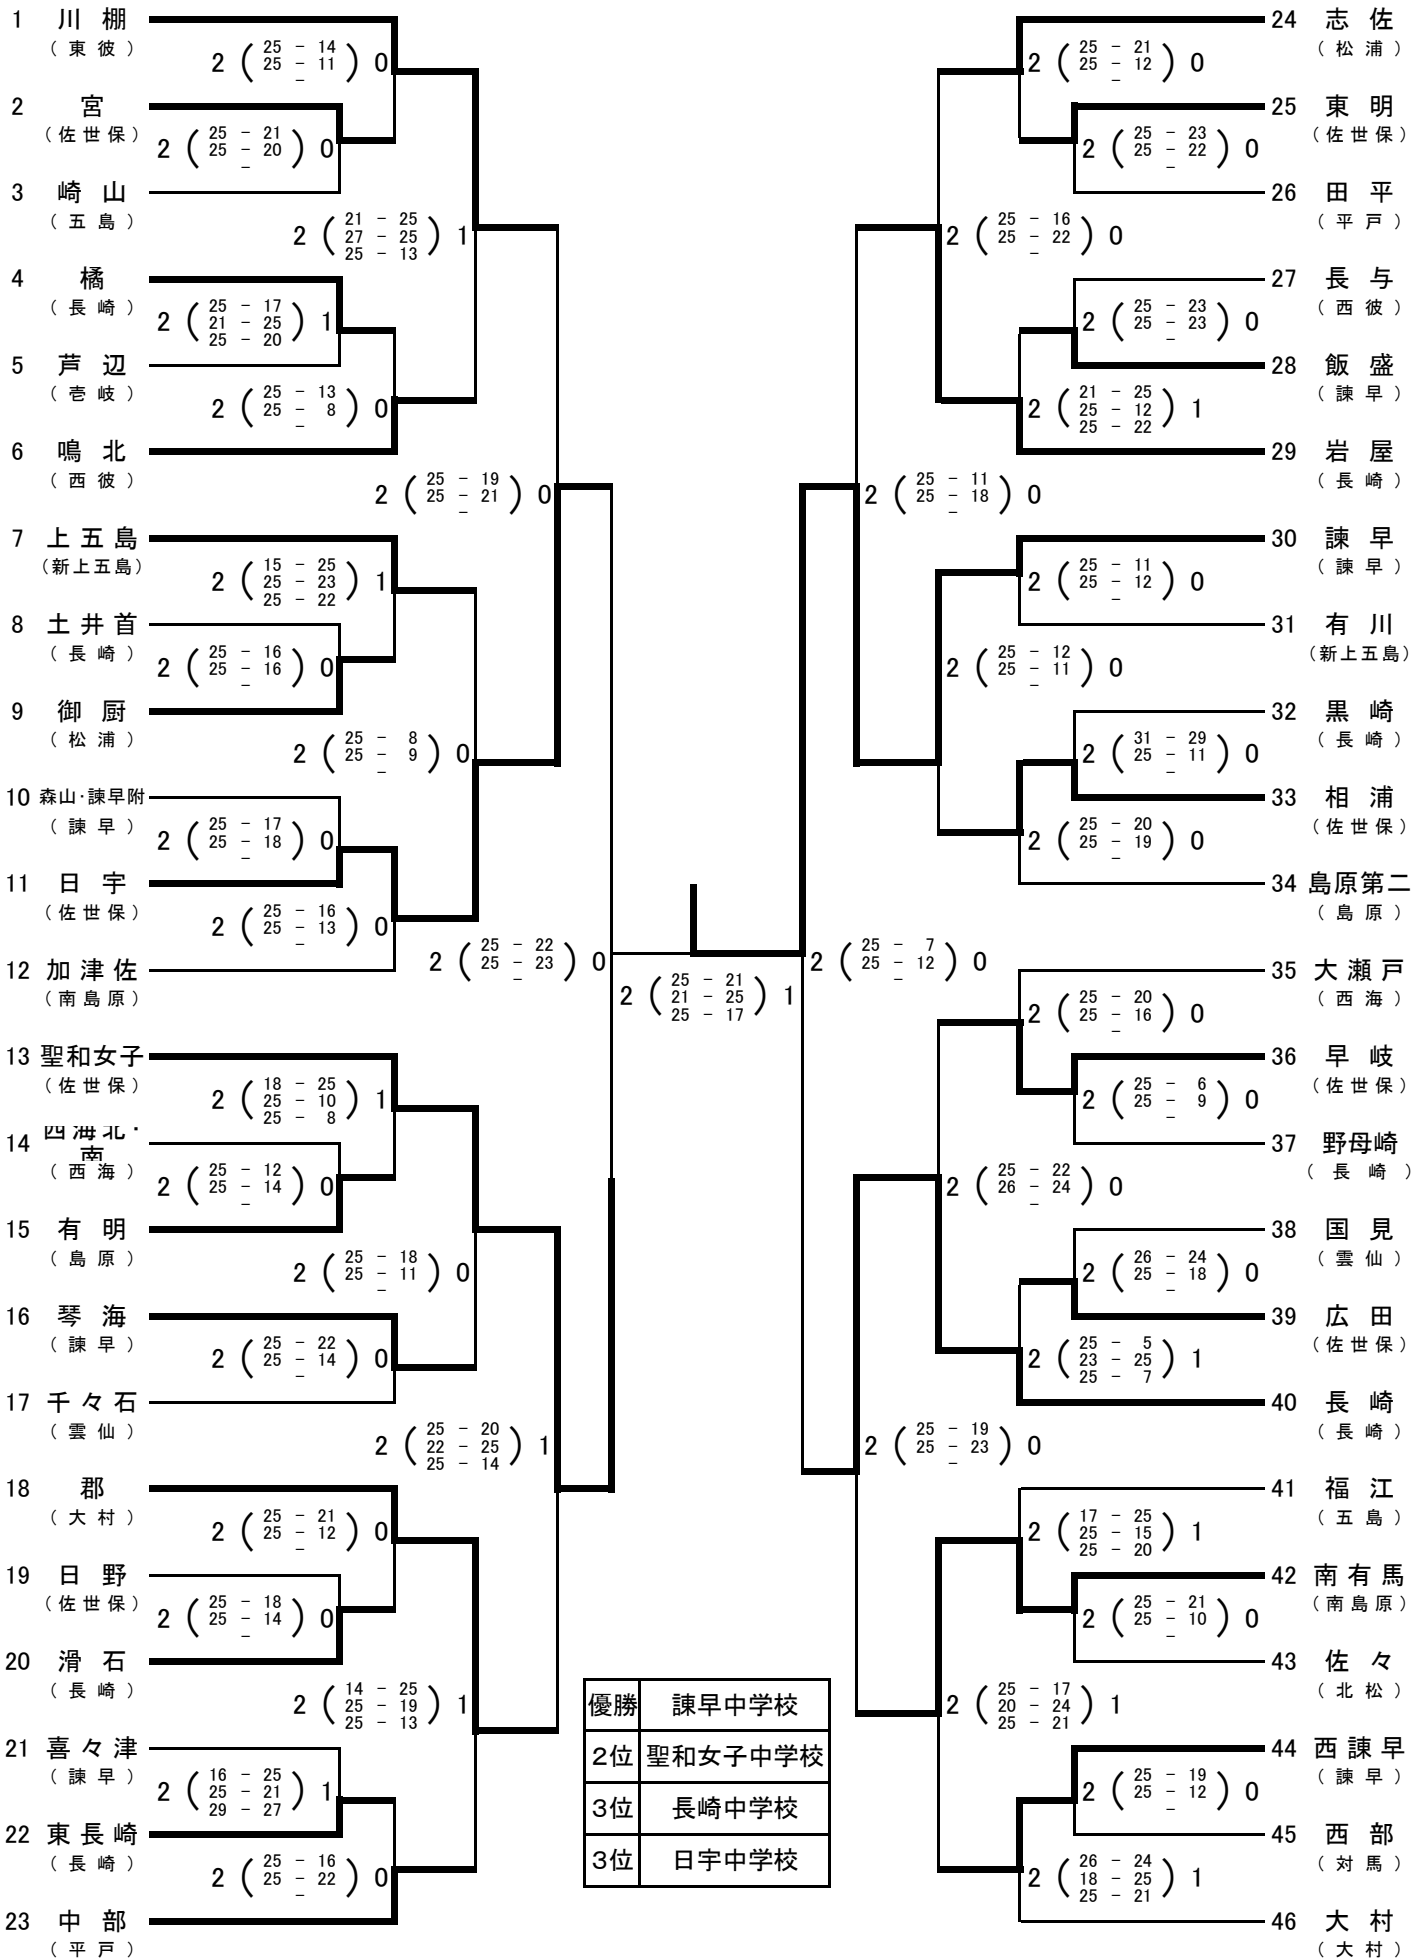 1 川棚
(東彼)
2 ( 25 - 14 ) 0
25 - 11
-
2 宮
(佐世保)
2 ( 25 - 21 ) 0
25 - 20
-
3 崎山
(五島)
2 ( 21 - 25 ) 1
27 - 25
25 - 13
4 橘
(長崎)
2 ( 25 - 17 ) 1
21 - 25
25 - 20
5 芦辺
(壱岐)
2 ( 25 - 13 ) 0
25 - 8
-
6 鳴北
(西彼)
2 ( 25 - 19 ) 0
25 - 21
-
7 上五島
(新上五島)
2 ( 15 - 25 ) 1
25 - 23
25 - 22
8 土井首
(長崎)
2 ( 25 - 16 ) 0
25 - 16
-
9 御厨
(松浦)
2 ( 25 - 8 ) 0
25 - 9
-
10 森山・諫早附
(諫早)
2 ( 25 - 17 ) 0
25 - 18
-
11 日宇
(佐世保)
2 ( 25 - 16 ) 0
25 - 13
-
12 加津佐
(南島原)
2 ( 25 - 22 ) 0
25 - 23
-
13 聖和女子
(佐世保)
2 ( 18 - 25 ) 1
25 - 10
25 - 8
14 西海北・
南
(西海)
2 ( 25 - 12 ) 0
25 - 14
-
15 有明
(島原)
2 ( 25 - 18 ) 0
25 - 11
-
16 琴海
(諫早)
2 ( 25 - 22 ) 0
25 - 14
-
17 千々石
(雲仙)
2 ( 25 - 20 ) 1
22 - 25
25 - 14
18 郡
(大村)
2 ( 25 - 21 ) 0
25 - 12
-
19 日野
(佐世保)
2 ( 25 - 18 ) 0
25 - 14
-
20 滑石
(長崎)
2 ( 14 - 25 ) 1
25 - 19
25 - 13
21 喜々津
(諫早)
2 ( 16 - 25 ) 1
25 - 21
29 - 27
22 東長崎
(長崎)
2 ( 25 - 16 ) 0
25 - 22
-
23 中部
(平戸)
2 ( 25 - 21 ) 1
21 - 25
25 - 17
優勝 諫早中学校
2位 聖和女子中学校
3位 長崎中学校
3位 日宇中学校
24 志佐
(松浦)
2 ( 25 - 21 ) 0
25 - 12
-
25 東明
(佐世保)
2 ( 25 - 23 ) 0
25 - 22
-
26 田平
(平戸)
2 ( 25 - 16 ) 0
25 - 22
-
27 長与
(西彼)
2 ( 25 - 23 ) 0
25 - 23
-
28 飯盛
(諫早)
2 ( 21 - 25 ) 1
25 - 12
25 - 22
29 岩屋
(長崎)
2 ( 25 - 11 ) 0
25 - 18
-
30 諫早
(諫早)
2 ( 25 - 11 ) 0
25 - 12
-
31 有川
(新上五島)
2 ( 25 - 12 ) 0
25 - 11
-
32 黒崎
(長崎)
2 ( 31 - 29 ) 0
25 - 11
-
33 相浦
(佐世保)
2 ( 25 - 20 ) 0
25 - 19
-
34 島原第二
(島原)
2 ( 25 - 7 ) 0
25 - 12
-
35 大瀬戸
(西海)
2 ( 25 - 20 ) 0
25 - 16
-
36 早岐
(佐世保)
2 ( 25 - 6 ) 0
25 - 9
-
37 野母崎
(長崎)
2 ( 25 - 22 ) 0
26 - 24
-
38 国見
(雲仙)
2 ( 26 - 24 ) 0
25 - 18
-
39 広田
(佐世保)
2 ( 25 - 5 ) 1
23 - 25
25 - 7
40 長崎
(長崎)
2 ( 25 - 19 ) 0
25 - 23
-
41 福江
(五島)
2 ( 17 - 25 ) 1
25 - 15
25 - 20
42 南有馬
(南島原)
2 ( 25 - 21 ) 0
25 - 10
-
43 佐々
(北松)
2 ( 25 - 17 ) 1
20 - 24
25 - 21
44 西諫早
(諫早)
2 ( 25 - 19 ) 0
25 - 12
-
45 西部
(対馬)
2 ( 26 - 24 ) 1
18 - 25
25 - 21
46 大村
(大村)